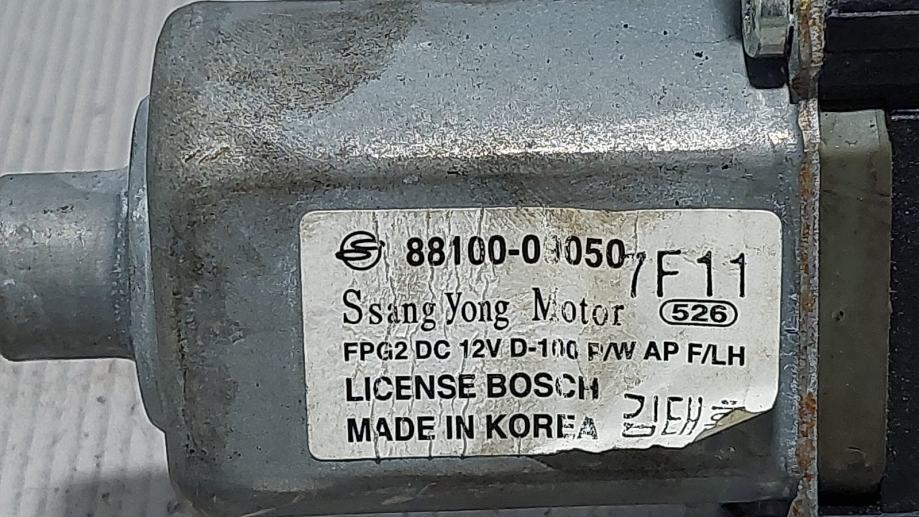 88100-09050
7F11
Ssang Yong Motor
526
FPG2 DC 12V D-100 P/W AP F/LH
LICENSE BOSCH
MADE IN KOREA